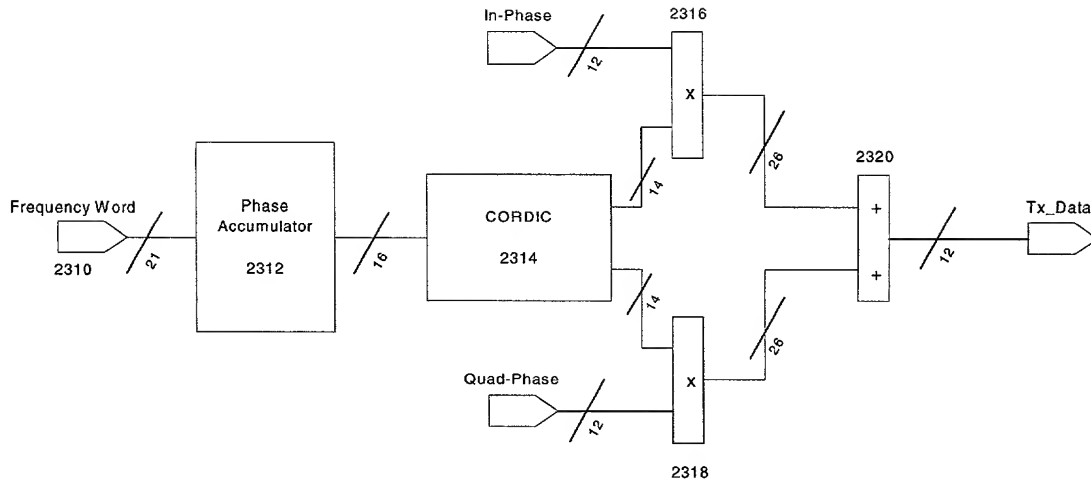 In-Phase
2316
12
X
26
2320
14
Phase
Accumulator
CORDIC
Frequency Word
Tx_Data
+
2310
21
2312
16
2314
12
+
14
26
Quad-Phase
X
12
2318